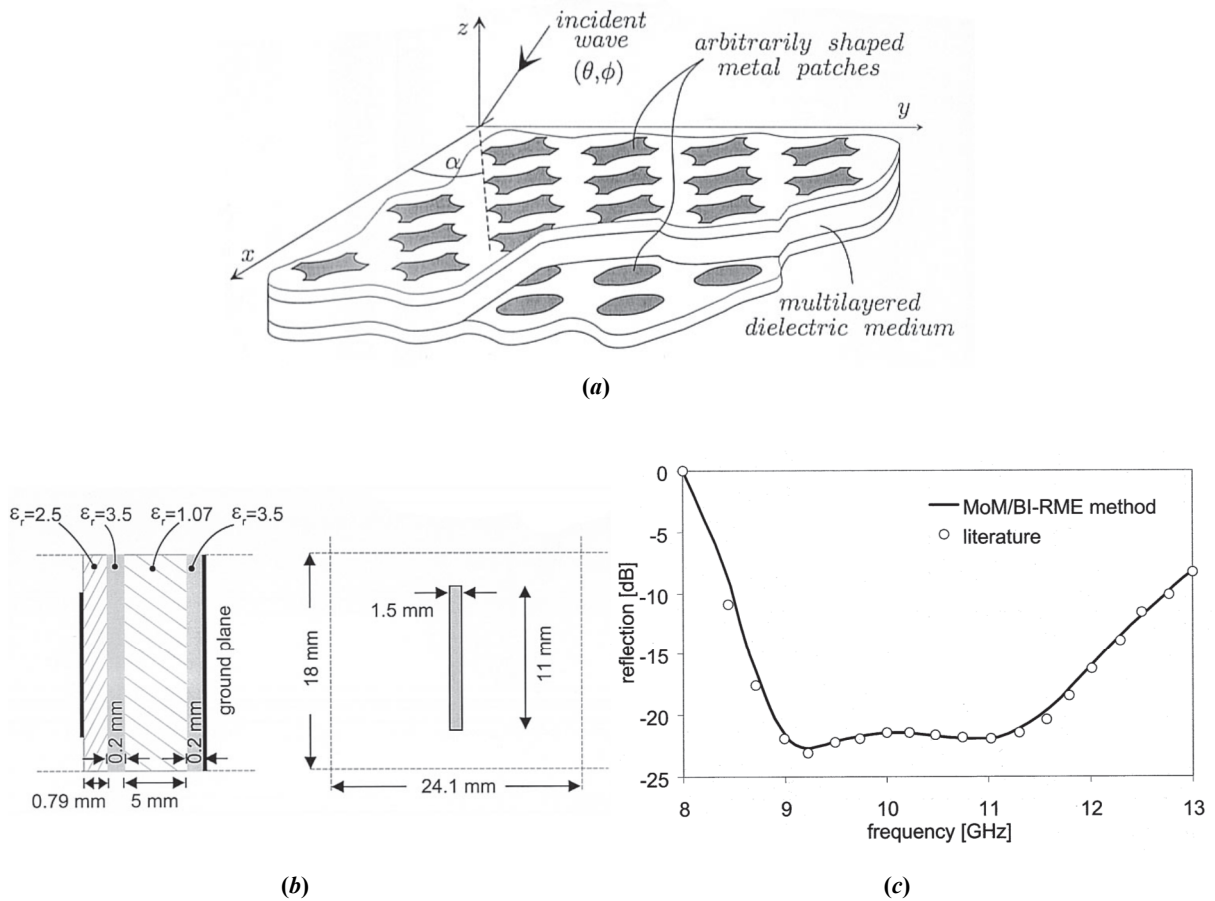 z
incident
wave
(θ,ϕ)
arbitrarily shaped
metal patches
y
α
x
multilayered
dielectric medium
(a)
εr=2.5
εr=3.5
εr=1.07
εr=3.5
ground plane
0.2 mm
0.2 mm
0.79 mm
5 mm
18 mm
1.5 mm
11 mm
24.1 mm
(b)
reflection [dB]
0
-5
-10
-15
-20
-25
MoM/BI-RME method
literature
8
9
10
11
12
13
frequency [GHz]
(c)